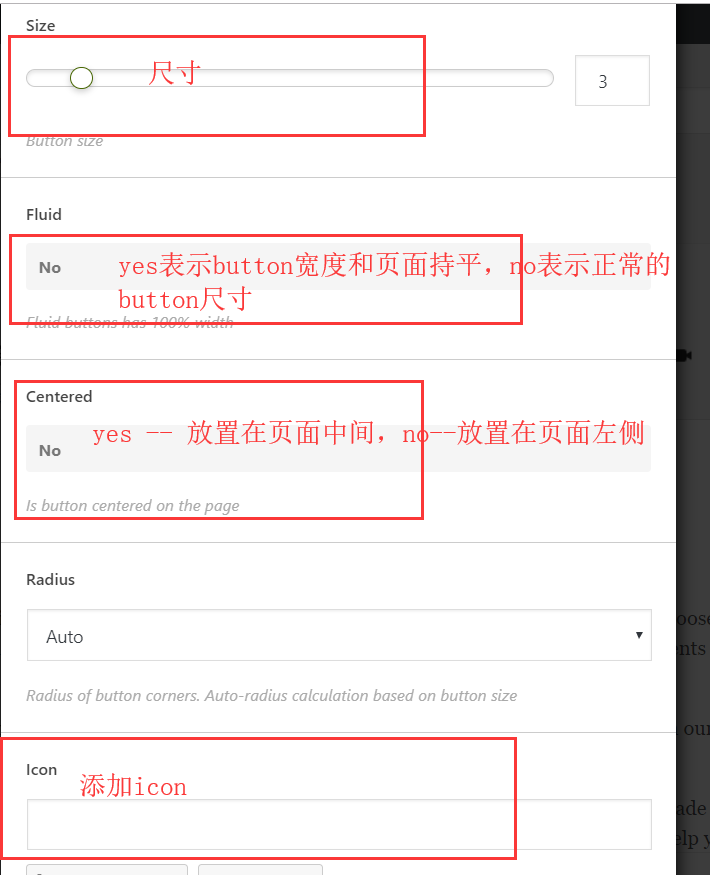 Size
尺寸
3
Button size
Fluid
No
yes表示button宽度和页面持平，no表示正常的
button尺寸
Fluid buttons has 100% width
Centered
yes -- 放置在页面中间，no--放置在页面左侧
No
Is button centered on the page
Radius
Auto
Radius of button corners. Auto-radius calculation based on button size
Icon
添加icon